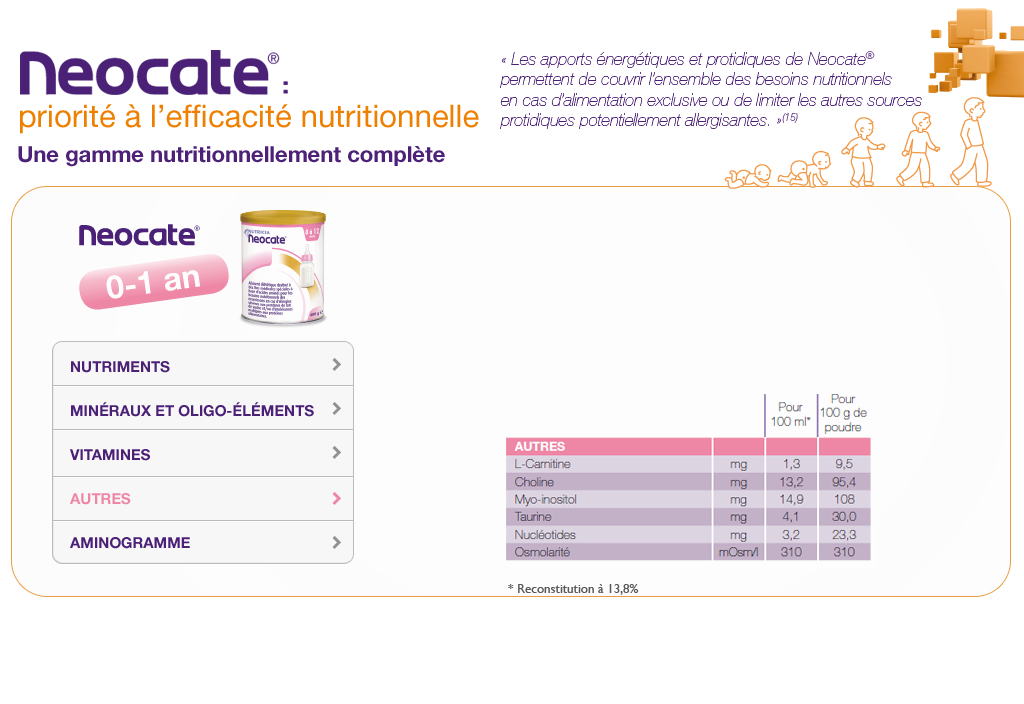 Neocate® :
priorité à l'efficacité nutritionnelle
Une gamme nutritionnellement complète
« Les apports énergétiques et protidiques de Neocate®
permettent de couvrir l'ensemble des besoins nutritionnels
en cas d'alimentation exclusive ou de limiter les autres sources
protidiques potentiellement allergisantes. »(15)
Neocate®
0-1 an
NUTRICIA
Neocate
0 à 12
NUTRIMENTS
MINÉRAUX ET OLIGO-ÉLÉMENTS
VITAMINES
AUTRES
AMINOGRAMME
Pour
100 ml*
Pour
100 g de
poudre
AUTRES
L-Carnitine mg 1,3 9,5
Choline mg 13,2 95,4
Myo-inositol mg 14,9 108
Taurine mg 4,1 30,0
Nucléotides mg 3,2 23,3
Osmolarité mOsm/l 310 310
* Reconstitution à 13,8%